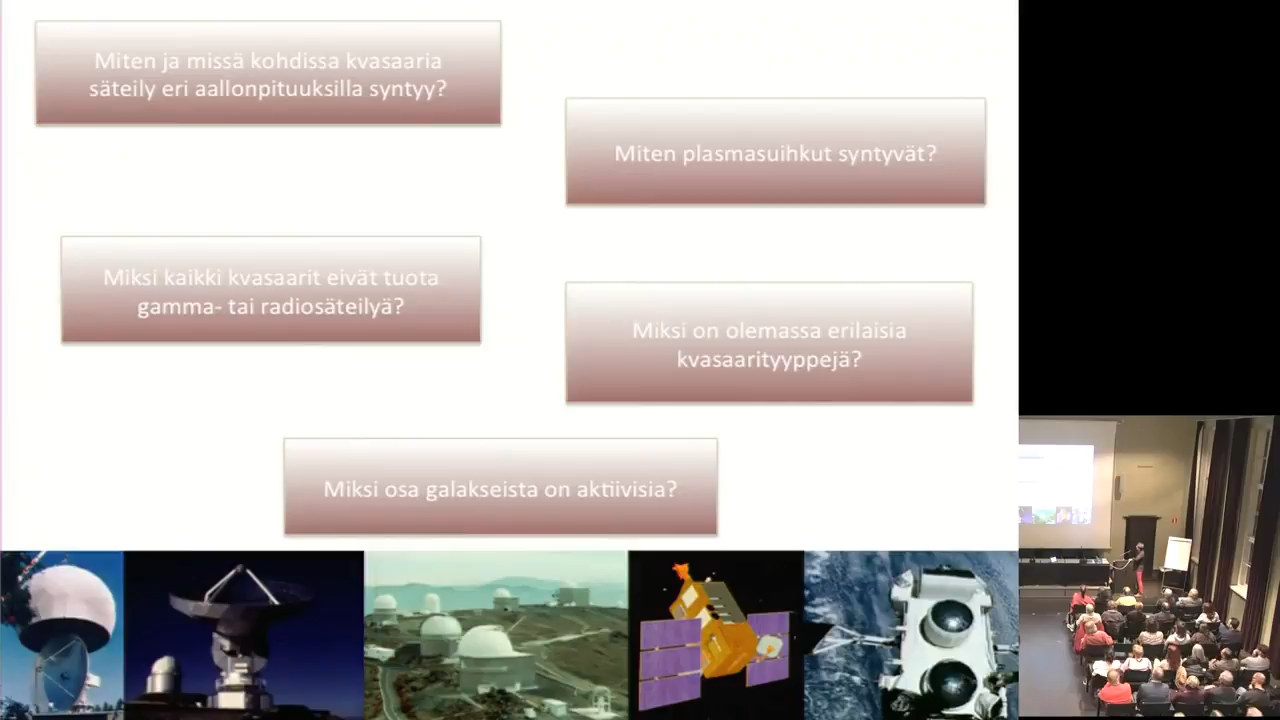 Miten ja missä kohdissa kvasaaria
säteily eri aallonpituuksilla syntyy?
Miten plasmasuihkut syntyvät?
Miksi kaikki kvasaarit eivät tuota
gamma- tai radiosäteilyä?
Miksi on olemassa erilaisia
kvasaarityyppejä?
Miksi osa galakseista on aktiivisia?